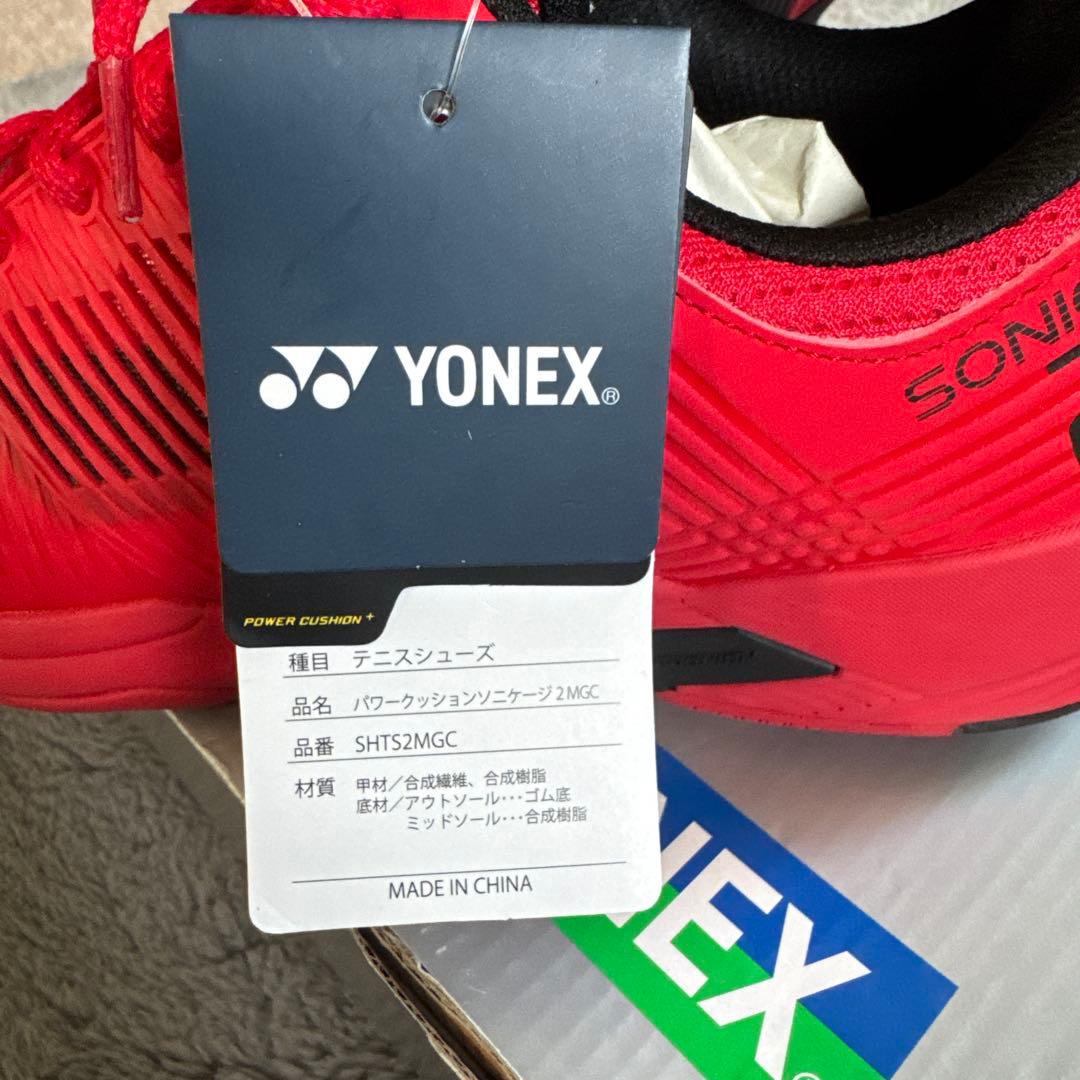 YONEX®
POWER CUSHION +
種目 テニスシューズ
品名 パワークッションソニケージ2MGC
品番 SHTS2MGC
材質 甲材／合成繊維、合成樹脂
底材／アウトソール･･･ゴム底
ミッドソール･･･合成樹脂
MADE IN CHINA
SONIC
NEX